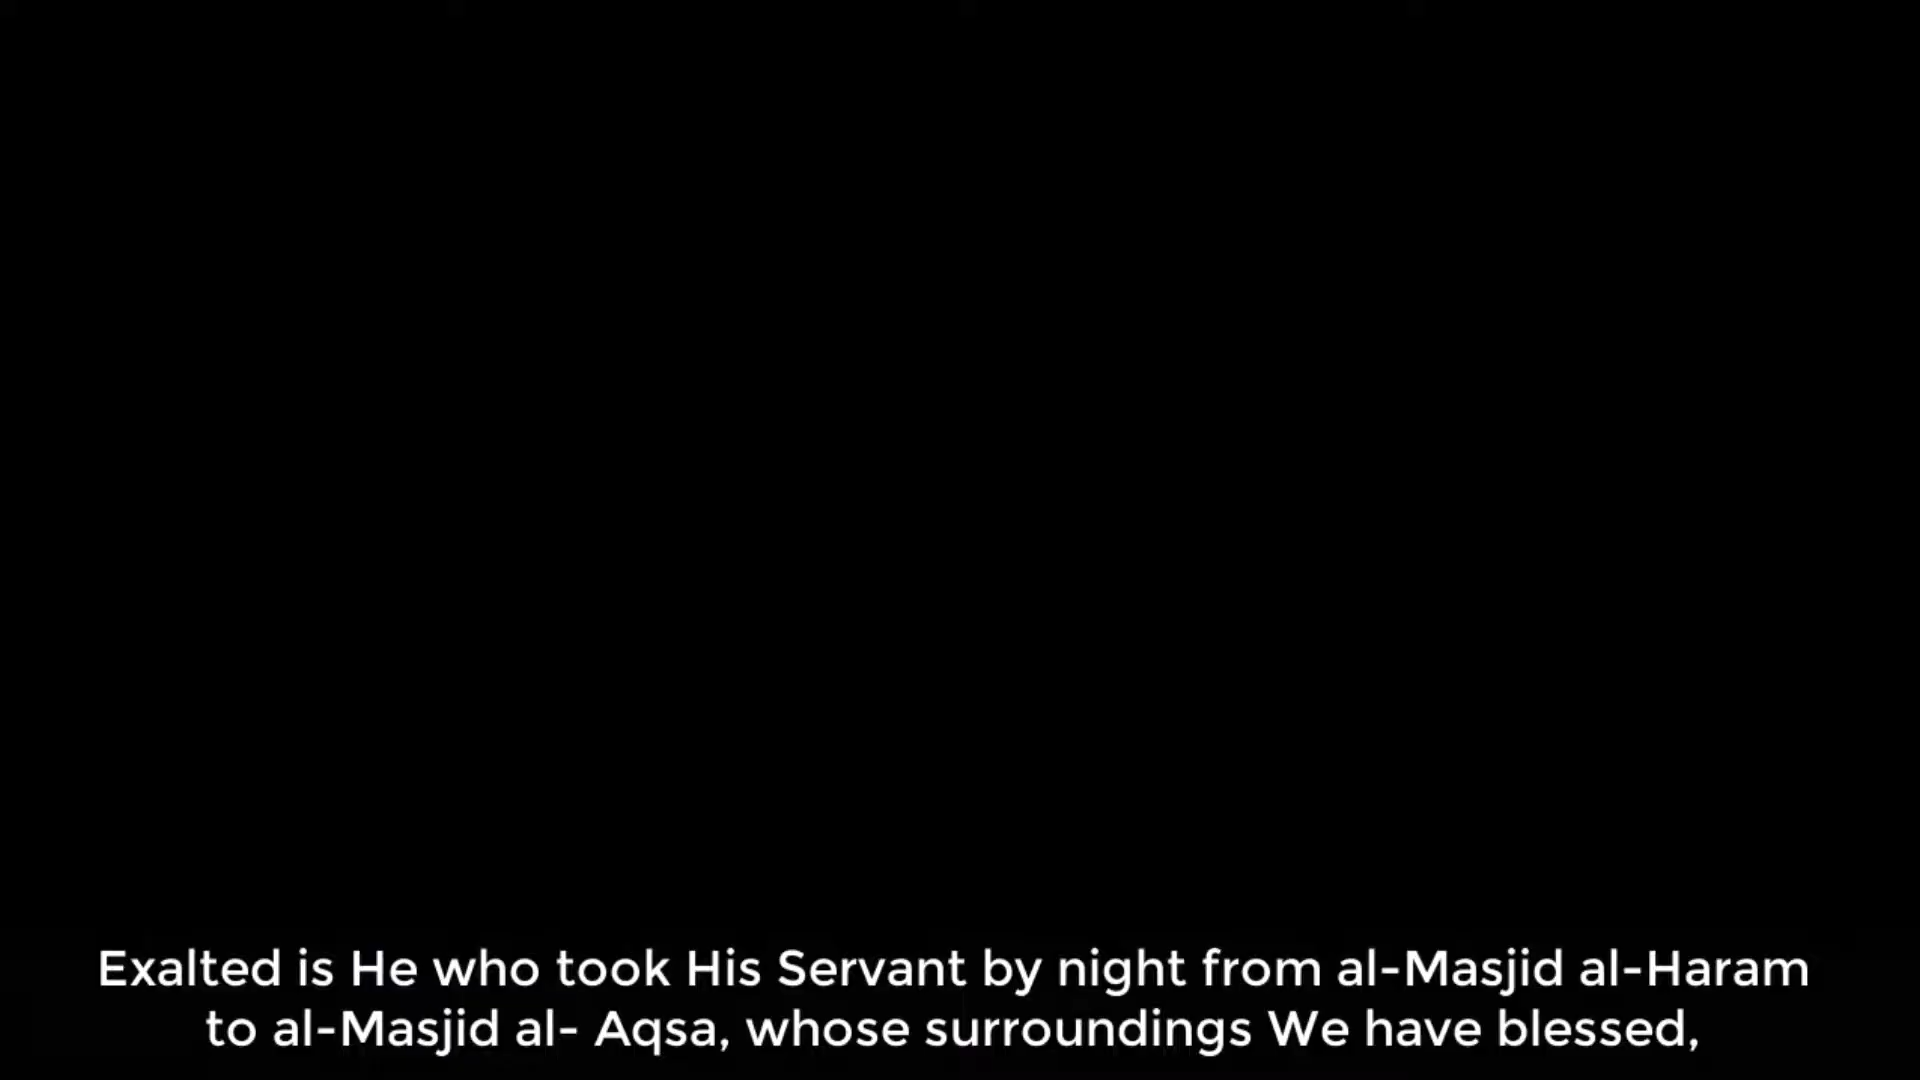 Exalted is He who took His Servant by night from al-Masjid al-Haram
to al-Masjid al- Aqsa, whose surroundings We have blessed,